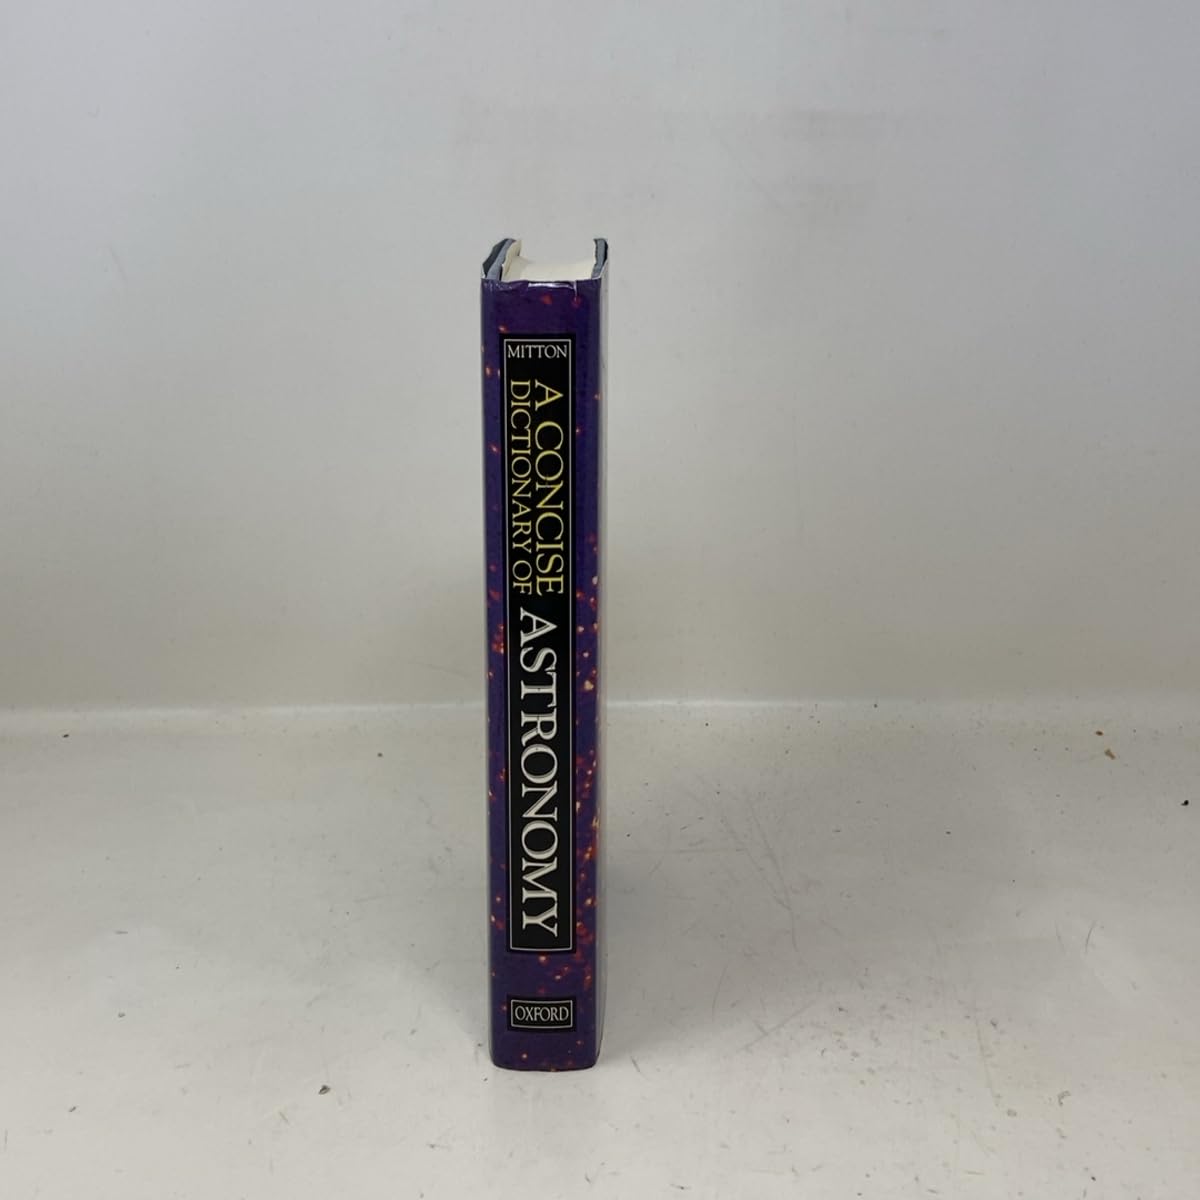 MITTON
A CONCISE
DICTIONARY OF
ASTRONOMY
OXFORD